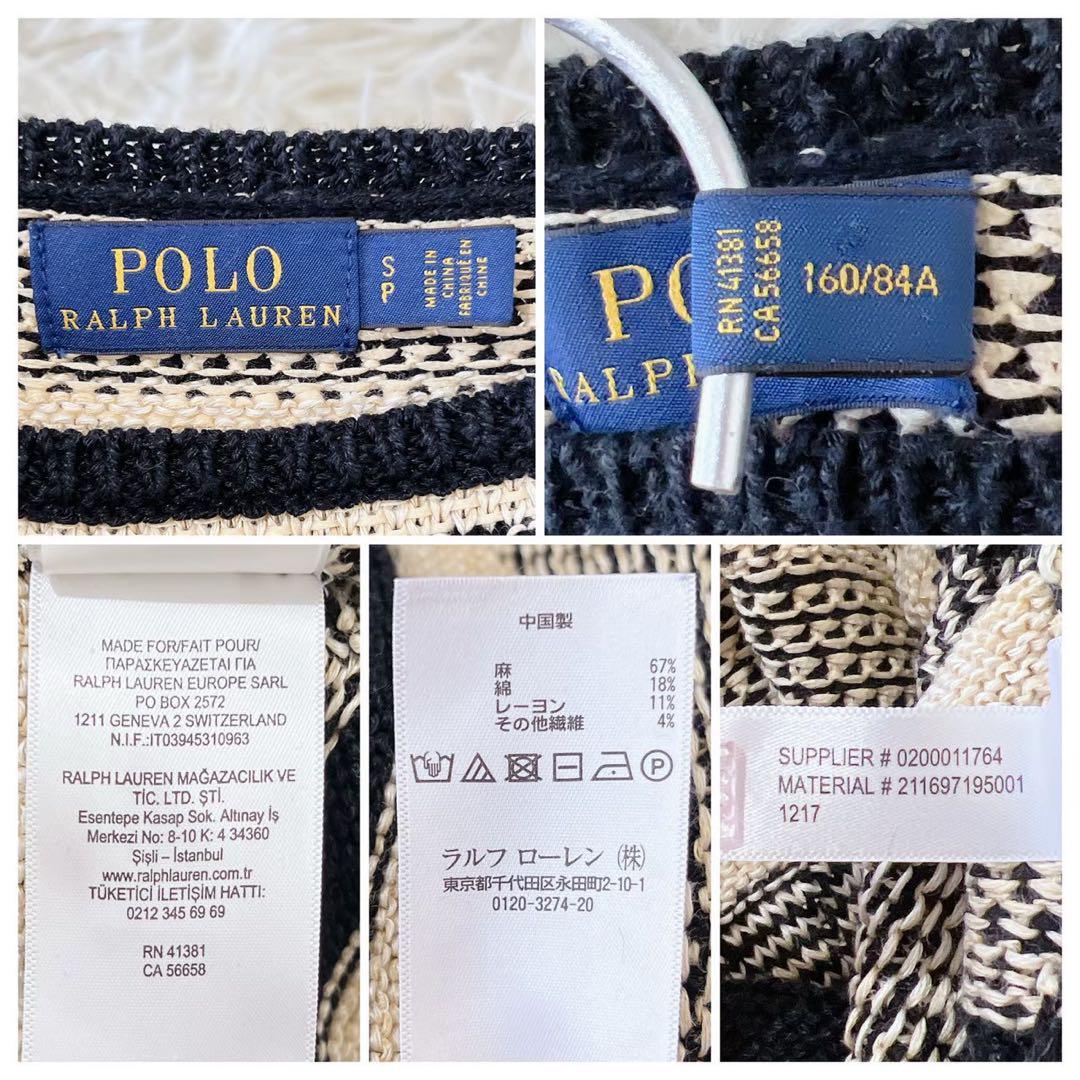 POLO
RALPH LAUREN
S
P
MADE IN
CHINA
FABRIQUÉ EN
CHINE
RALPH
RN 41381
CA 56658
160/84A
MADE FOR/FAIT POUR/
ΠΑΡΑΣΚΕΥΑΖΕΤΑΙ ΓΙΑ
RALPH LAUREN EUROPE SARL
PO BOX 2572
1211 GENEVA 2 SWITZERLAND
N.I.F.:IT03945310963
RALPH LAUREN MAĞAZACILIK VE
TİC. LTD. ŞTİ.
Esentepe Kasap Sok. Altınay İş
Merkezi No: 8-10 K: 4 34360
Şişli – İstanbul
www.ralphlauren.com.tr
TÜKETİCİ İLETİŞİM HATTI:
0212 345 69 69
RN 41381
CA 56658
中国製
麻 67%
綿 18%
レーヨン 11%
その他繊維 4%
P
ラルフ ローレン (株)
東京都千代田区永田町2-10-1
0120-3274-20
SUPPLIER # 0200011764
MATERIAL # 211697195001
1217